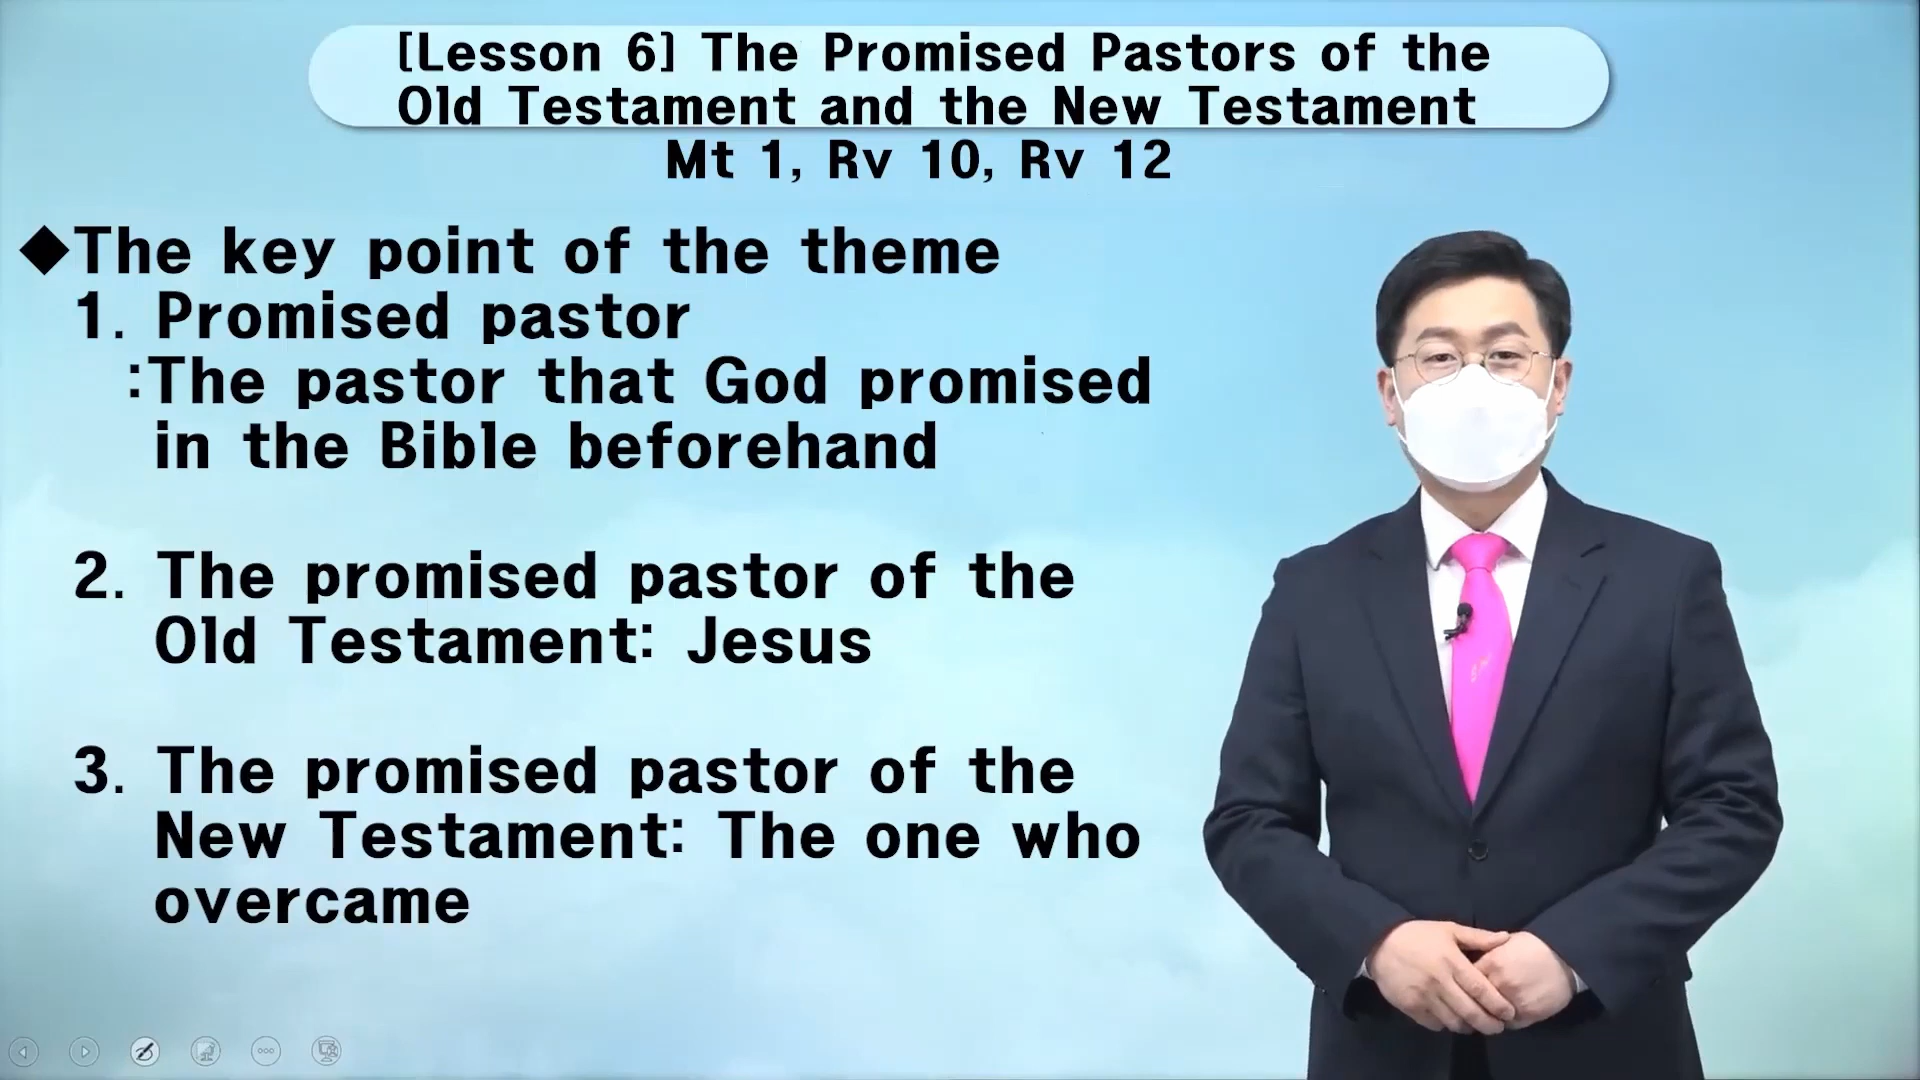 [Lesson 6] The Promised Pastors of the
Old Testament and the New Testament
Mt 1, Rv 10, Rv 12
◆The key point of the theme
1. Promised pastor
:The pastor that God promised
in the Bible beforehand
2. The promised pastor of the
Old Testament: Jesus
3. The promised pastor of the
New Testament: The one who
overcame